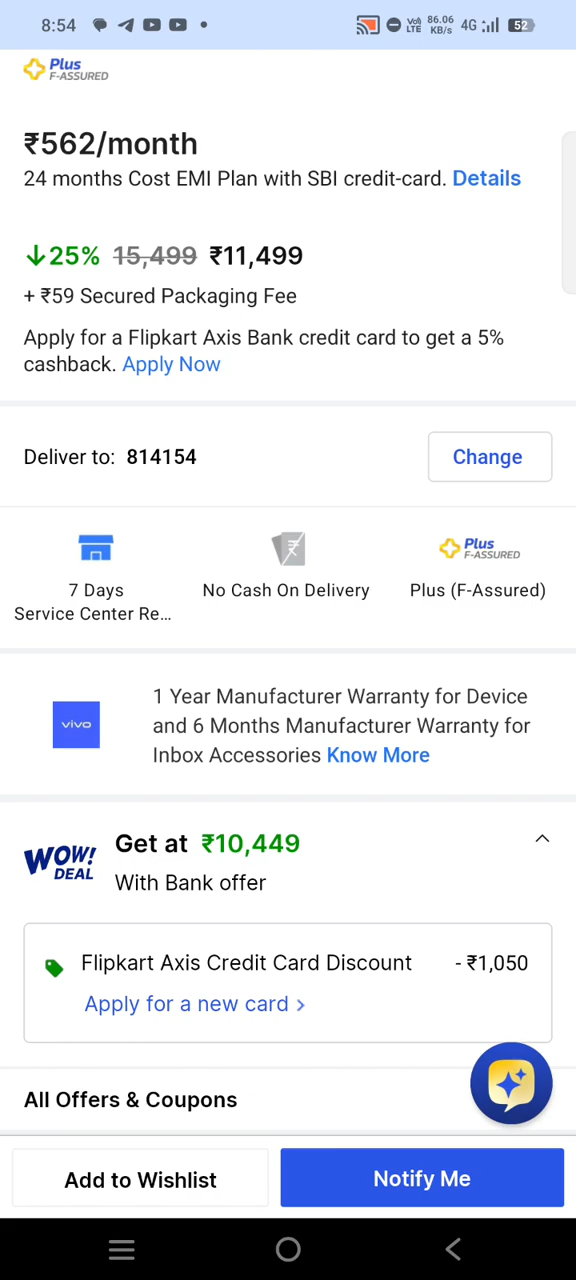 8:54
Vo)
LTE
86.06
KB/s
4G
52
Plus
F-ASSURED
₹562/month
24 months Cost EMI Plan with SBI credit-card. Details
↓25% 15,499 ₹11,499
+ ₹59 Secured Packaging Fee
Apply for a Flipkart Axis Bank credit card to get a 5%
cashback. Apply Now
Deliver to: 814154
Change
7 Days
Service Center Re...
No Cash On Delivery
Plus
F-ASSURED
Plus (F-Assured)
vivo
1 Year Manufacturer Warranty for Device
and 6 Months Manufacturer Warranty for
Inbox Accessories Know More
WOW!
DEAL
Get at ₹10,449
With Bank offer
Flipkart Axis Credit Card Discount - ₹1,050
Apply for a new card >
All Offers & Coupons
Add to Wishlist
Notify Me